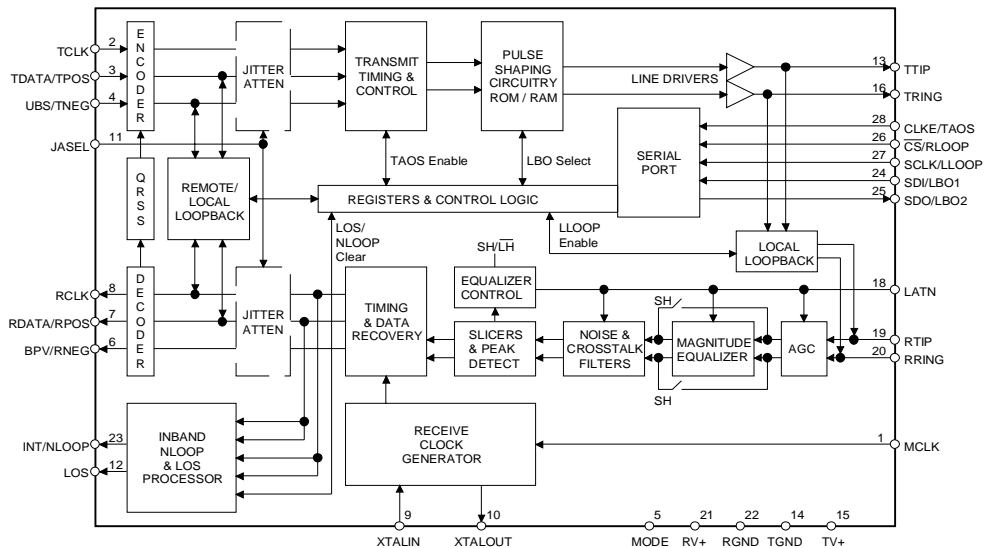 TCLK
2
TDATA/TPOS
3
UBS/TNEG
4
JASEL
11
ENCODER
JITTER
ATTEN
TRANSMIT
TIMING &
CONTROL
PULSE
SHAPING
CIRCUITRY
ROM / RAM
LINE DRIVERS
13
TTIP
16
TRING
28
CLKE/TAOS
26
CS/RLOOP
27
SCLK/LLOOP
24
SDI/LBO1
25
SDO/LBO2
SERIAL
PORT
TAOS Enable
LBO Select
QRSS
REMOTE/
LOCAL
LOOPBACK
REGISTERS & CONTROL LOGIC
LOS/
NLOOP
Clear
LLOOP
Enable
SH/LH
LOCAL
LOOPBACK
RCLK
8
RDATA/RPOS
7
BPV/RNEG
6
DECODER
JITTER
ATTEN
TIMING
& DATA
RECOVERY
EQUALIZER
CONTROL
SLICERS
& PEAK
DETECT
NOISE &
CROSSTALK
FILTERS
SH
MAGNITUDE
EQUALIZER
SH
AGC
18
LATN
19
RTIP
20
RRING
INT/NLOOP
23
LOS
12
INBAND
NLOOP
& LOS
PROCESSOR
RECEIVE
CLOCK
GENERATOR
1
MCLK
9
10
5
21
22
14
15
XTALIN
XTALOUT
MODE
RV+
RGND
TGND
TV+